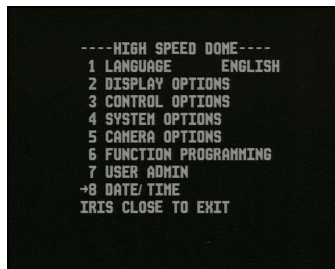 ----HIGH SPEED DOME----
1 LANGUAGE ENGLISH
2 DISPLAY OPTIONS
3 CONTROL OPTIONS
4 SYSTEM OPTIONS
5 CAMERA OPTIONS
6 FUNCTION PROGRAMMING
7 USER ADMIN
→8 DATE/TIME
IRIS CLOSE TO EXIT